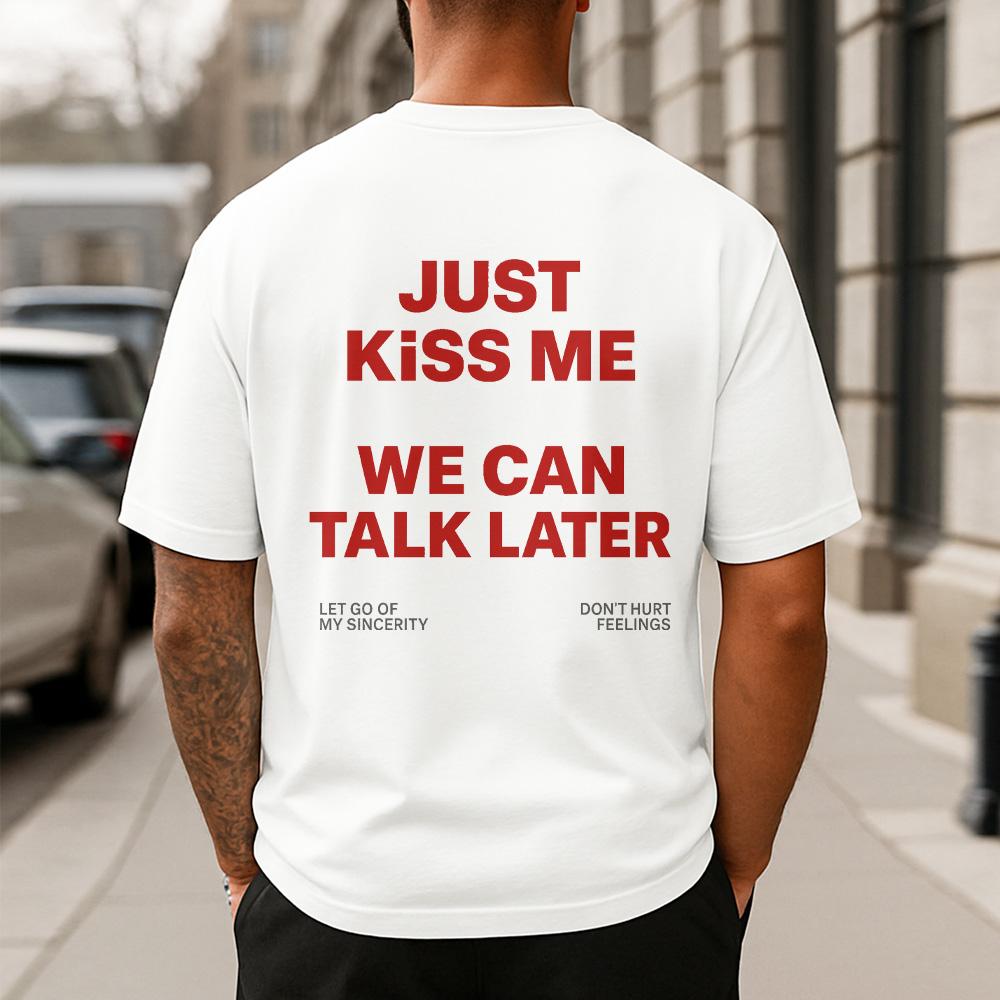 JUST
KiSS ME
WE CAN
TALK LATER
LET GO OF
MY SINCERITY
DON'T HURT
FEELINGS